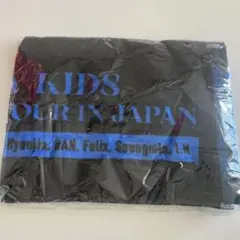 KIDS
OUR IN JAPAN
Hyunjin, HAN, Felix, Seungmin, I.N